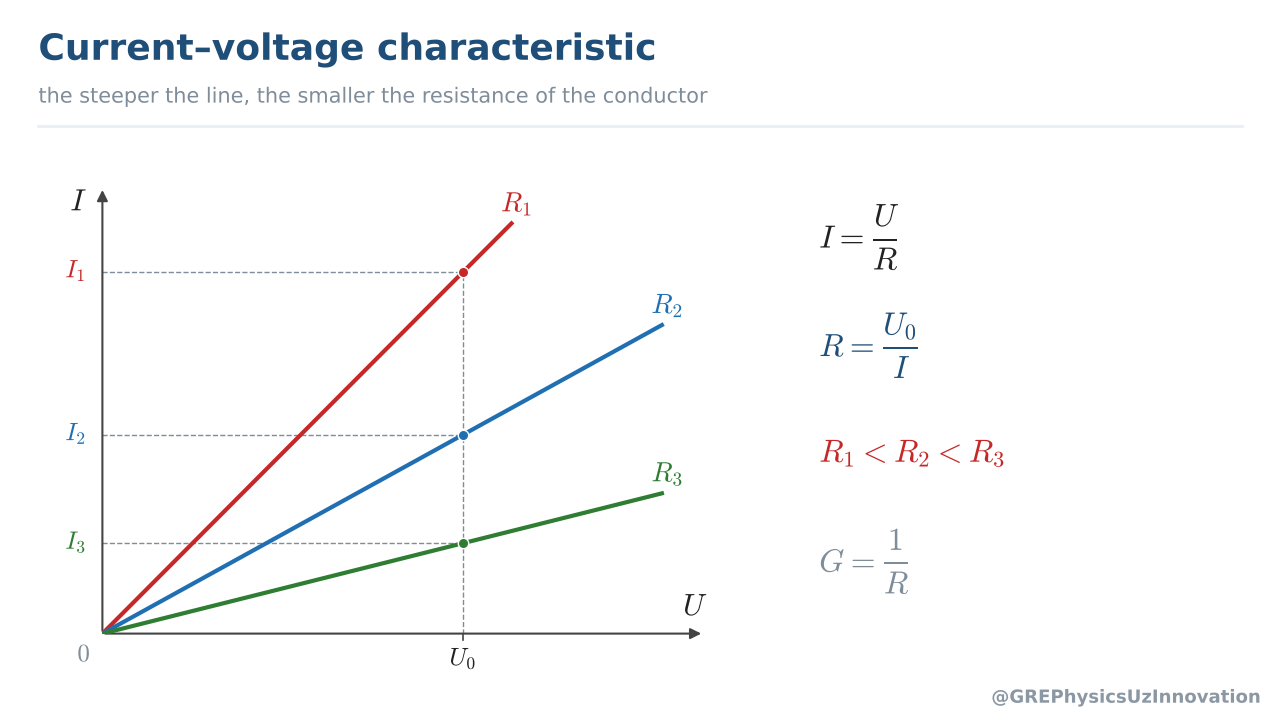 Current–voltage characteristic
the steeper the line, the smaller the resistance of the conductor
I
R₁
I₁
R₂
I₂
R₃
I₃
U
0
U₀
I = U/R
R = U₀/I
R₁ < R₂ < R₃
G = 1/R
@GREPhysicsUzInnovation